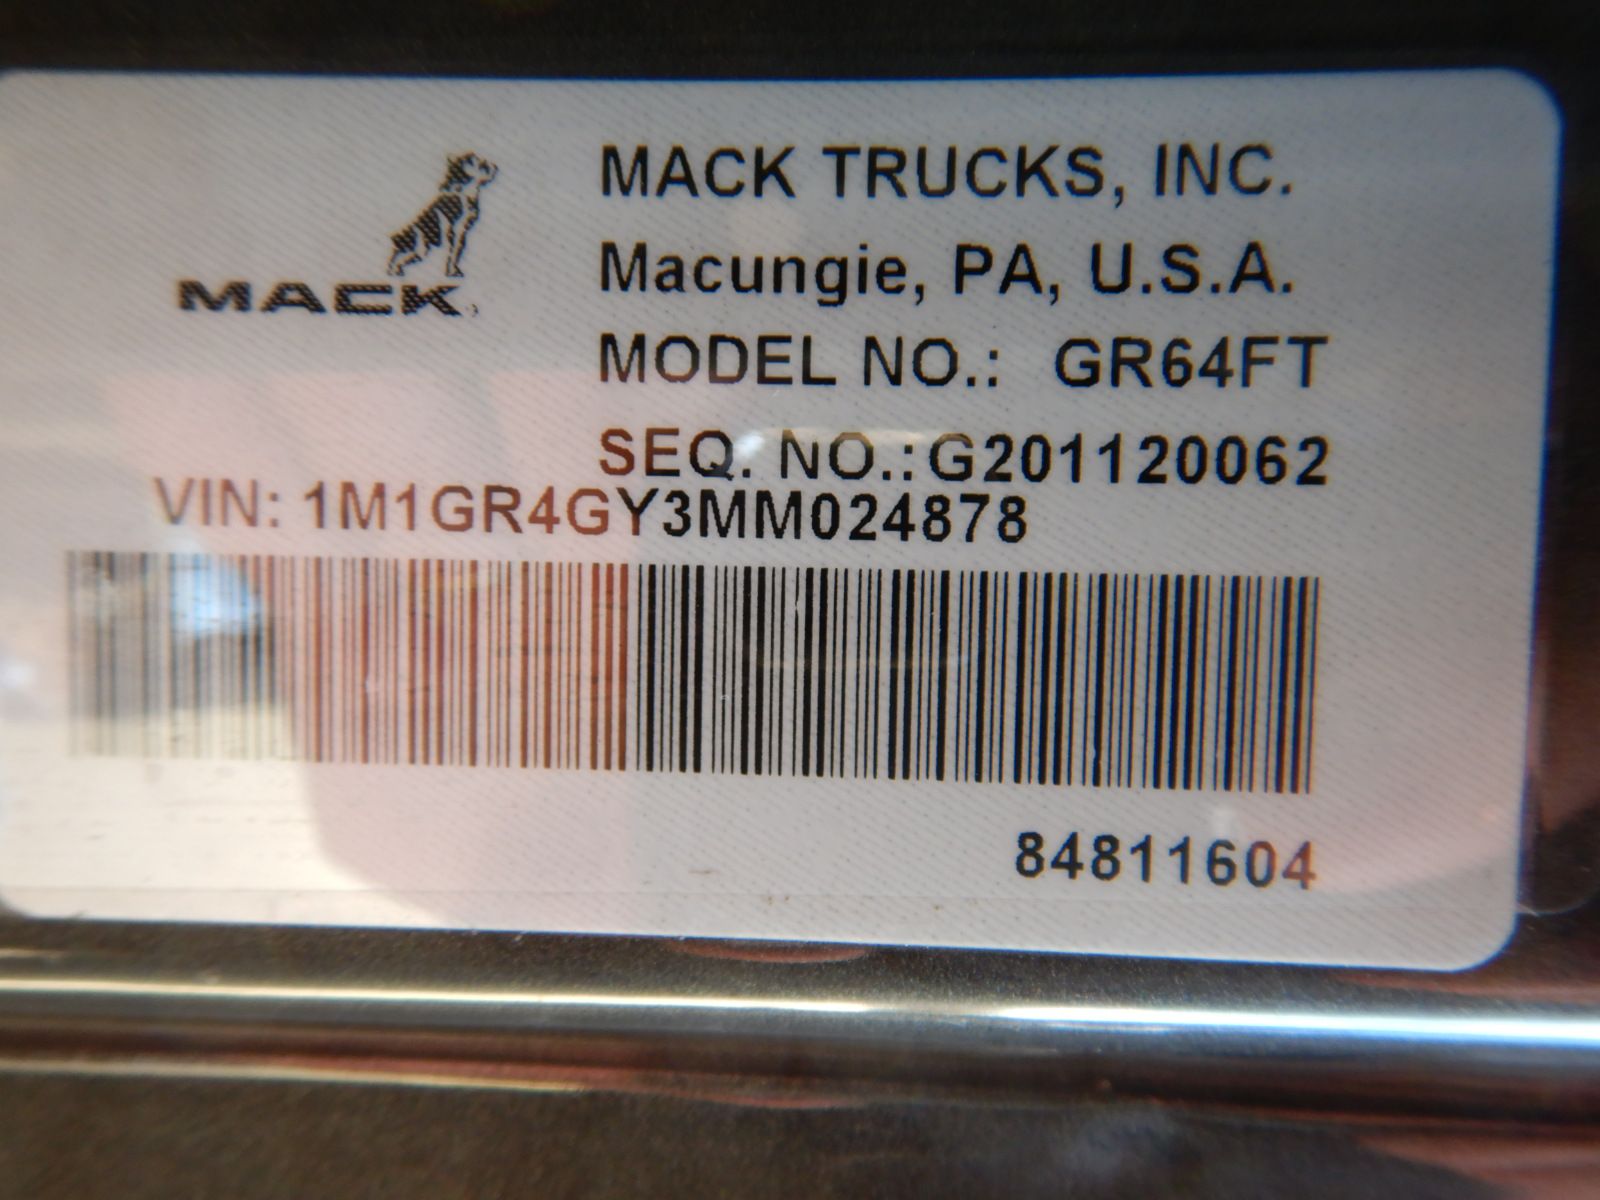 MACK
MACK TRUCKS, INC.
Macungie, PA, U.S.A.
MODEL NO.: GR64FT
SEQ. NO.:G201120062
VIN: 1M1GR4GY3MM024878
84811604